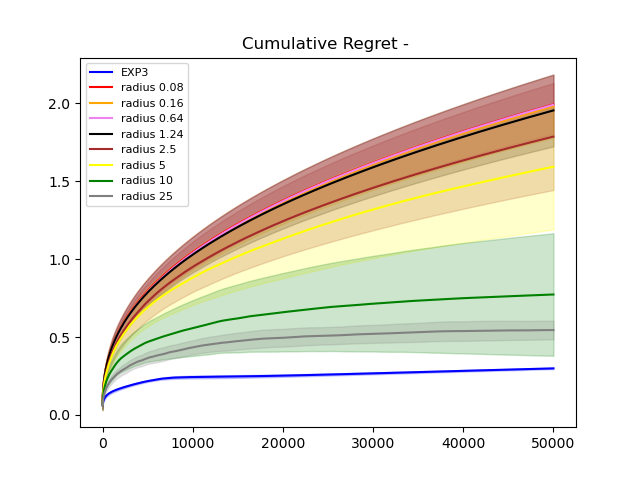 Cumulative Regret -
EXP3
radius 0.08
radius 0.16
radius 0.64
radius 1.24
radius 2.5
radius 5
radius 10
radius 25
2.0
1.5
1.0
0.5
0.0
0 10000 20000 30000 40000 50000